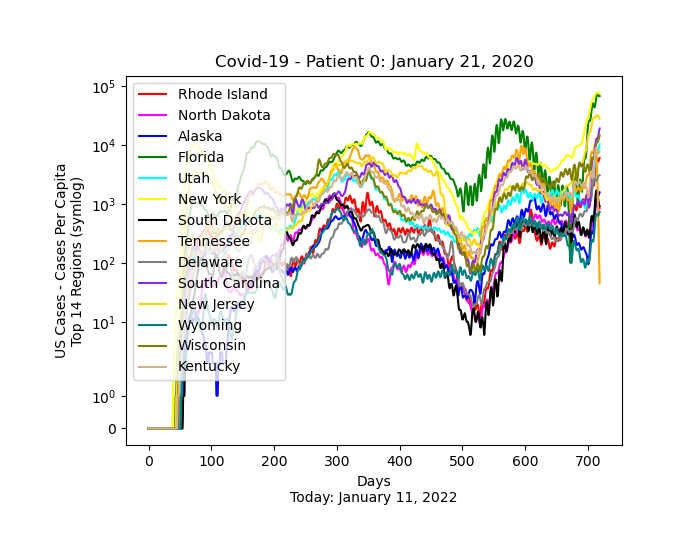 Covid-19 - Patient 0: January 21, 2020
US Cases - Cases Per Capita
Top 14 Regions (symlog)
10^5
10^4
10^3
10^2
10^1
10^0
0
Rhode Island
North Dakota
Alaska
Florida
Utah
New York
South Dakota
Tennessee
Delaware
South Carolina
New Jersey
Wyoming
Wisconsin
Kentucky
0 100 200 300 400 500 600 700
Days
Today: January 11, 2022